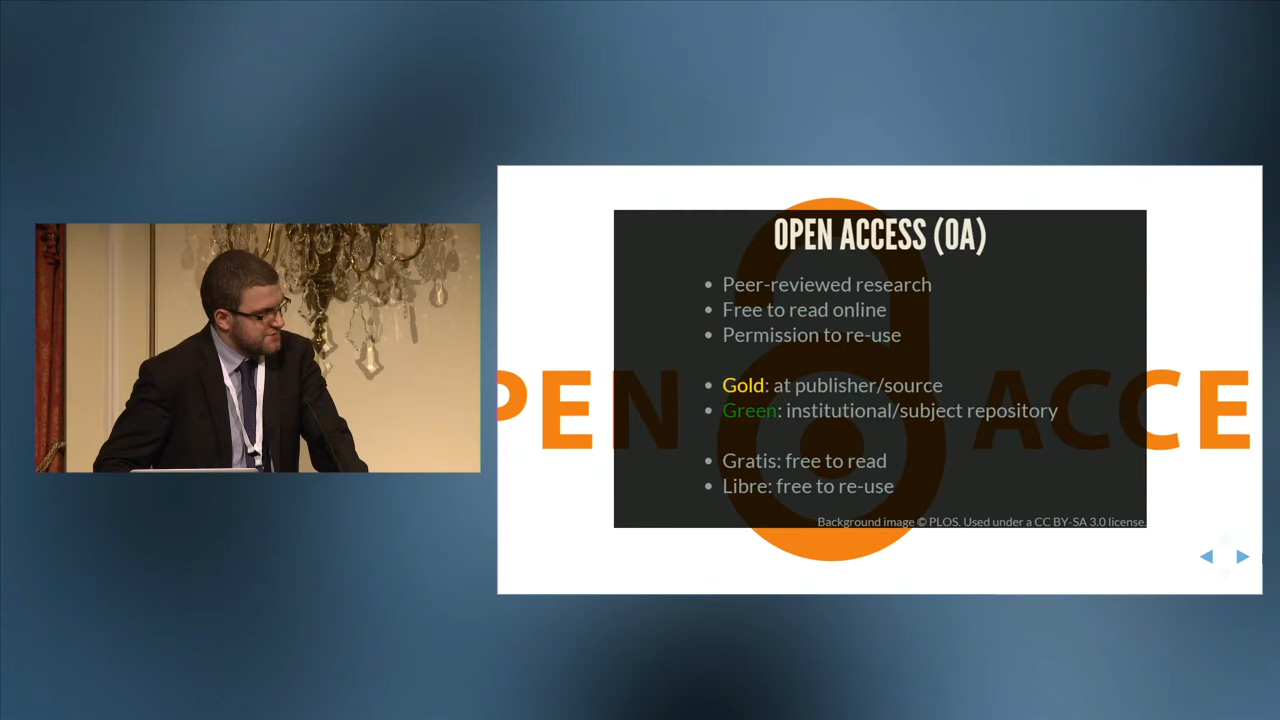 OPEN ACCESS (OA)
• Peer-reviewed research
• Free to read online
• Permission to re-use
• Gold: at publisher/source
• Green: institutional/subject repository
PEN ACCE
• Gratis: free to read
• Libre: free to re-use
Background image © PLOS. Used under a CC BY-SA 3.0 license.